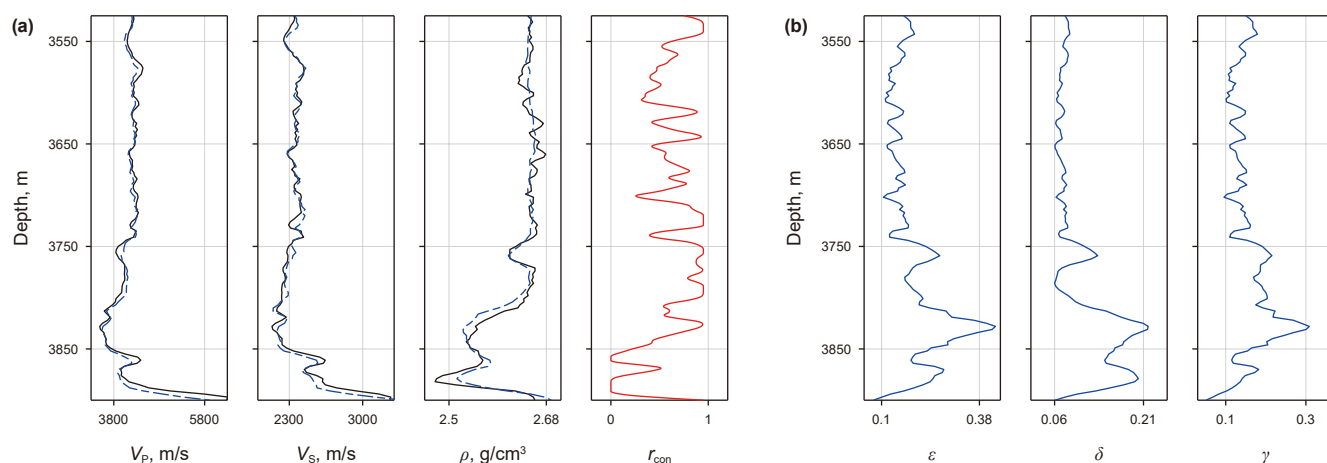 (a)
(b)
Depth, m
3550
3650
3750
3850
3800
5800
2300
3000
2.5
2.68
0
1
V_P, m/s
V_S, m/s
ρ, g/cm³
r_con
Depth, m
3550
3650
3750
3850
0.1
0.38
0.06
0.21
0.1
0.3
ε
δ
γ